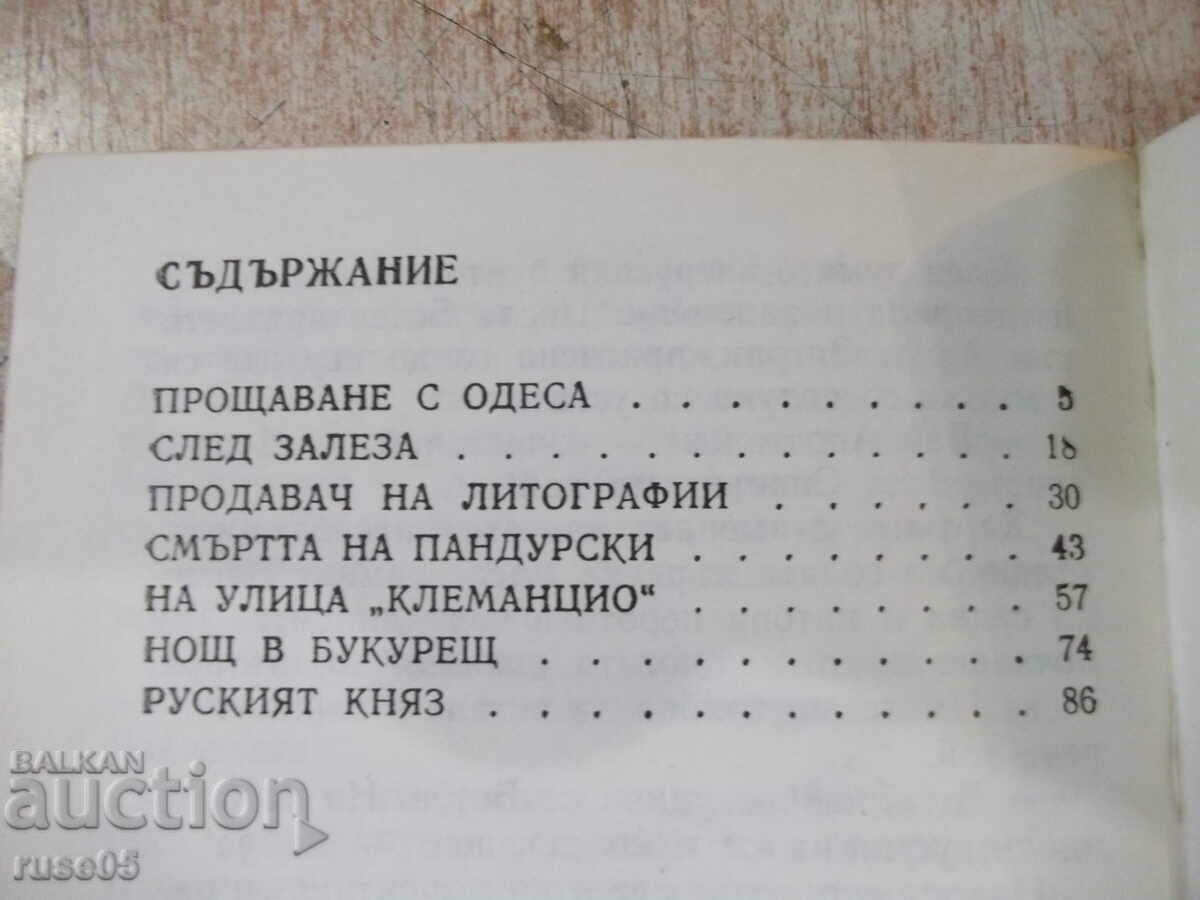 СЪДЪРЖАНИЕ
ПРОЩАВАНЕ С ОДЕСА . . . . . . . . . . . 5
СЛЕД ЗАЛЕЗА . . . . . . . . . . . . . . . . 18
ПРОДАВАЧ НА ЛИТОГРАФИИ . . . . . . . . 30
СМЪРТТА НА ПАНДУРСКИ . . . . . . . . . . 43
НА УЛИЦА „КЛЕМАНЦИО“ . . . . . . . . . . 57
НОЩ В БУКУРЕЩ . . . . . . . . . . . . . . 74
РУСКИЯТ КНЯЗ . . . . . . . . . . . . . . . 86
BALKAN
auction
ruse05